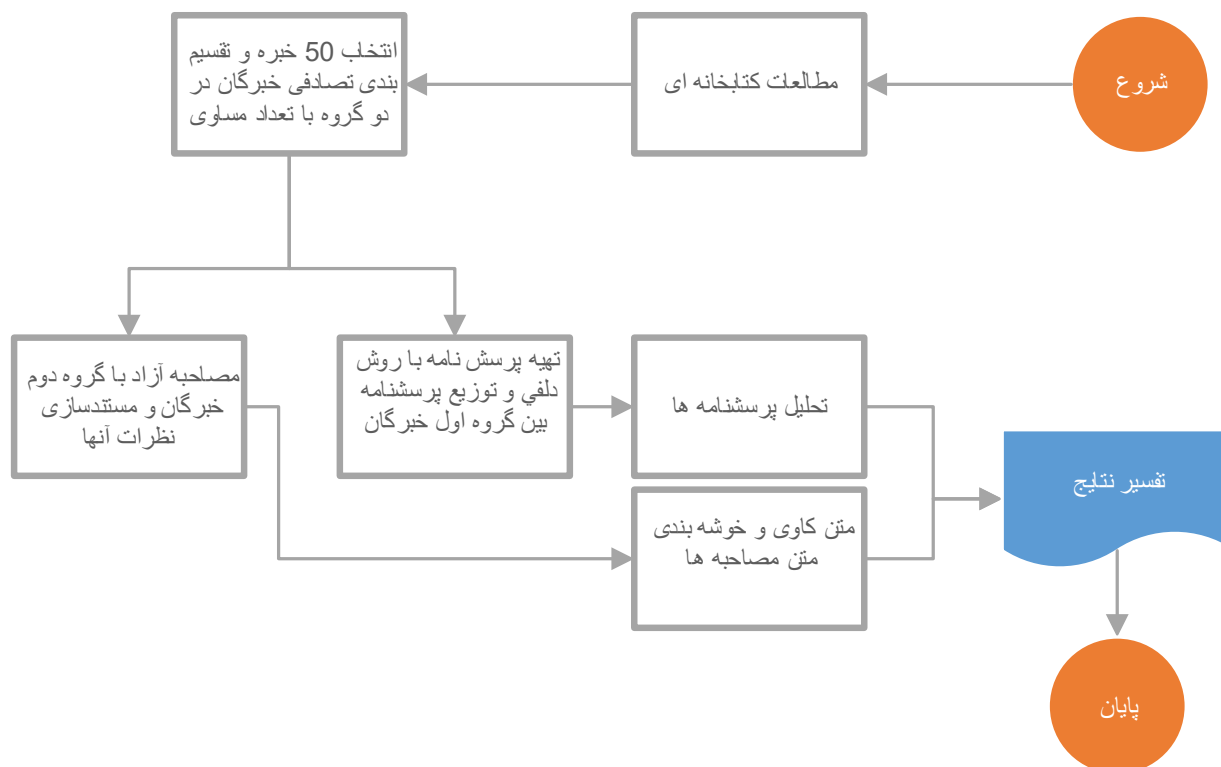 شروع
مطالعات کتابخانه ای
انتخاب 50 خبره و تقسیم
بندی تصادفی خبرگان در
دو گروه با تعداد مساوی
تهیه پرسش نامه با روش
دلفي و توزیع پرسشنامه
بین گروه اول خبرگان
مصاحبه آزاد با گروه دوم
خبرگان و مستندسازی
نظرات آنها
تحلیل پرسشنامه ها
متن کاوی و خوشه بندی
متن مصاحبه ها
تفسیر نتایج
پایان